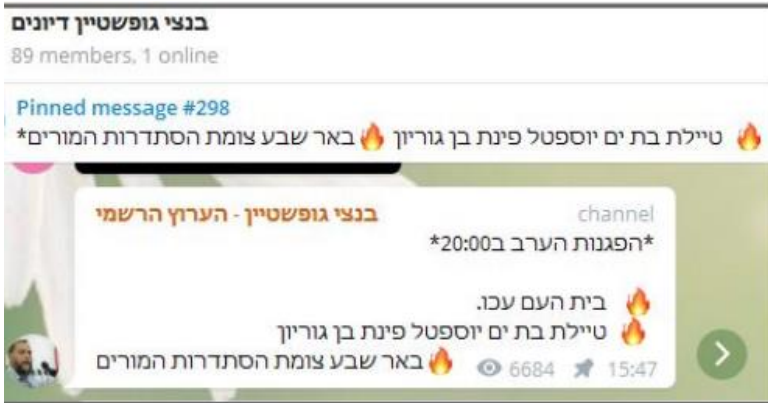 בנצי גופשטיין דיונים
89 members, 1 online
Pinned message #298
🔥 טיילת בת ים יוספטל פינת בן גוריון 🔥 באר שבע צומת הסתדרות המורים*
בנצי גופשטיין - הערוץ הרשמי channel
*הפגנות הערב ב20:00*
🔥 בית העם עכו.
🔥 טיילת בת ים יוספטל פינת בן גוריון
🔥 באר שבע צומת הסתדרות המורים 6684 15:47